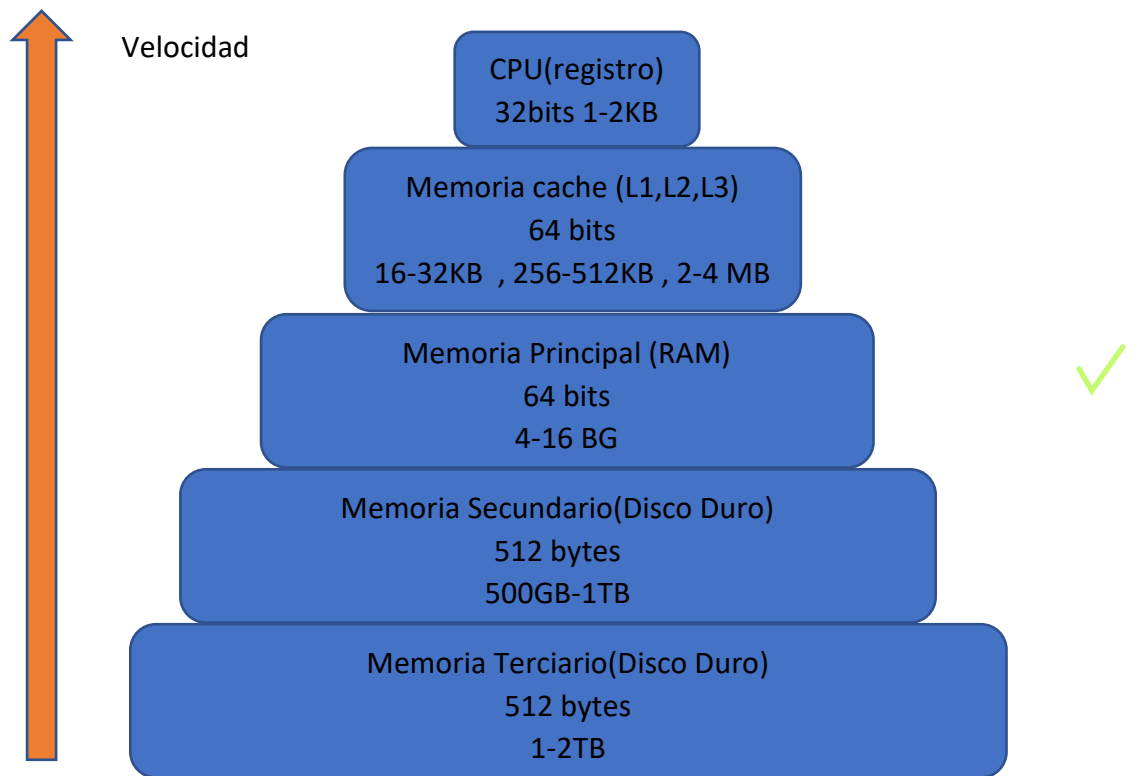 Velocidad
CPU(registro)
32bits 1-2KB
Memoria cache (L1,L2,L3)
64 bits
16-32KB , 256-512KB , 2-4 MB
Memoria Principal (RAM)
64 bits
4-16 BG
Memoria Secundario(Disco Duro)
512 bytes
500GB-1TB
Memoria Terciario(Disco Duro)
512 bytes
1-2TB